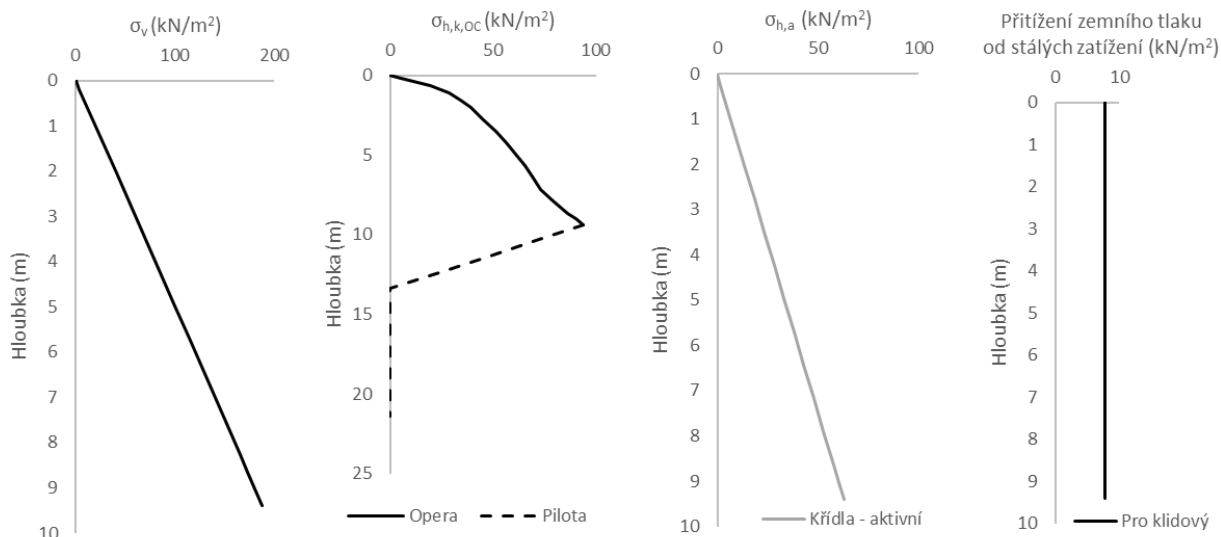 σv (kN/m²)
0 100 200
Hloubka (m)
0
1
2
3
4
5
6
7
8
9
10
σh,k,OC (kN/m²)
0 50 100
Hloubka (m)
0
5
10
15
20
25
Opera Pilota
σh,a (kN/m²)
0 50 100
Hloubka (m)
0
1
2
3
4
5
6
7
8
9
10
Křídla - aktivní
Přitížení zemního tlaku
od stálých zatížení (kN/m²)
0 10
Hloubka (m)
0
1
2
3
4
5
6
7
8
9
10
Pro klidový